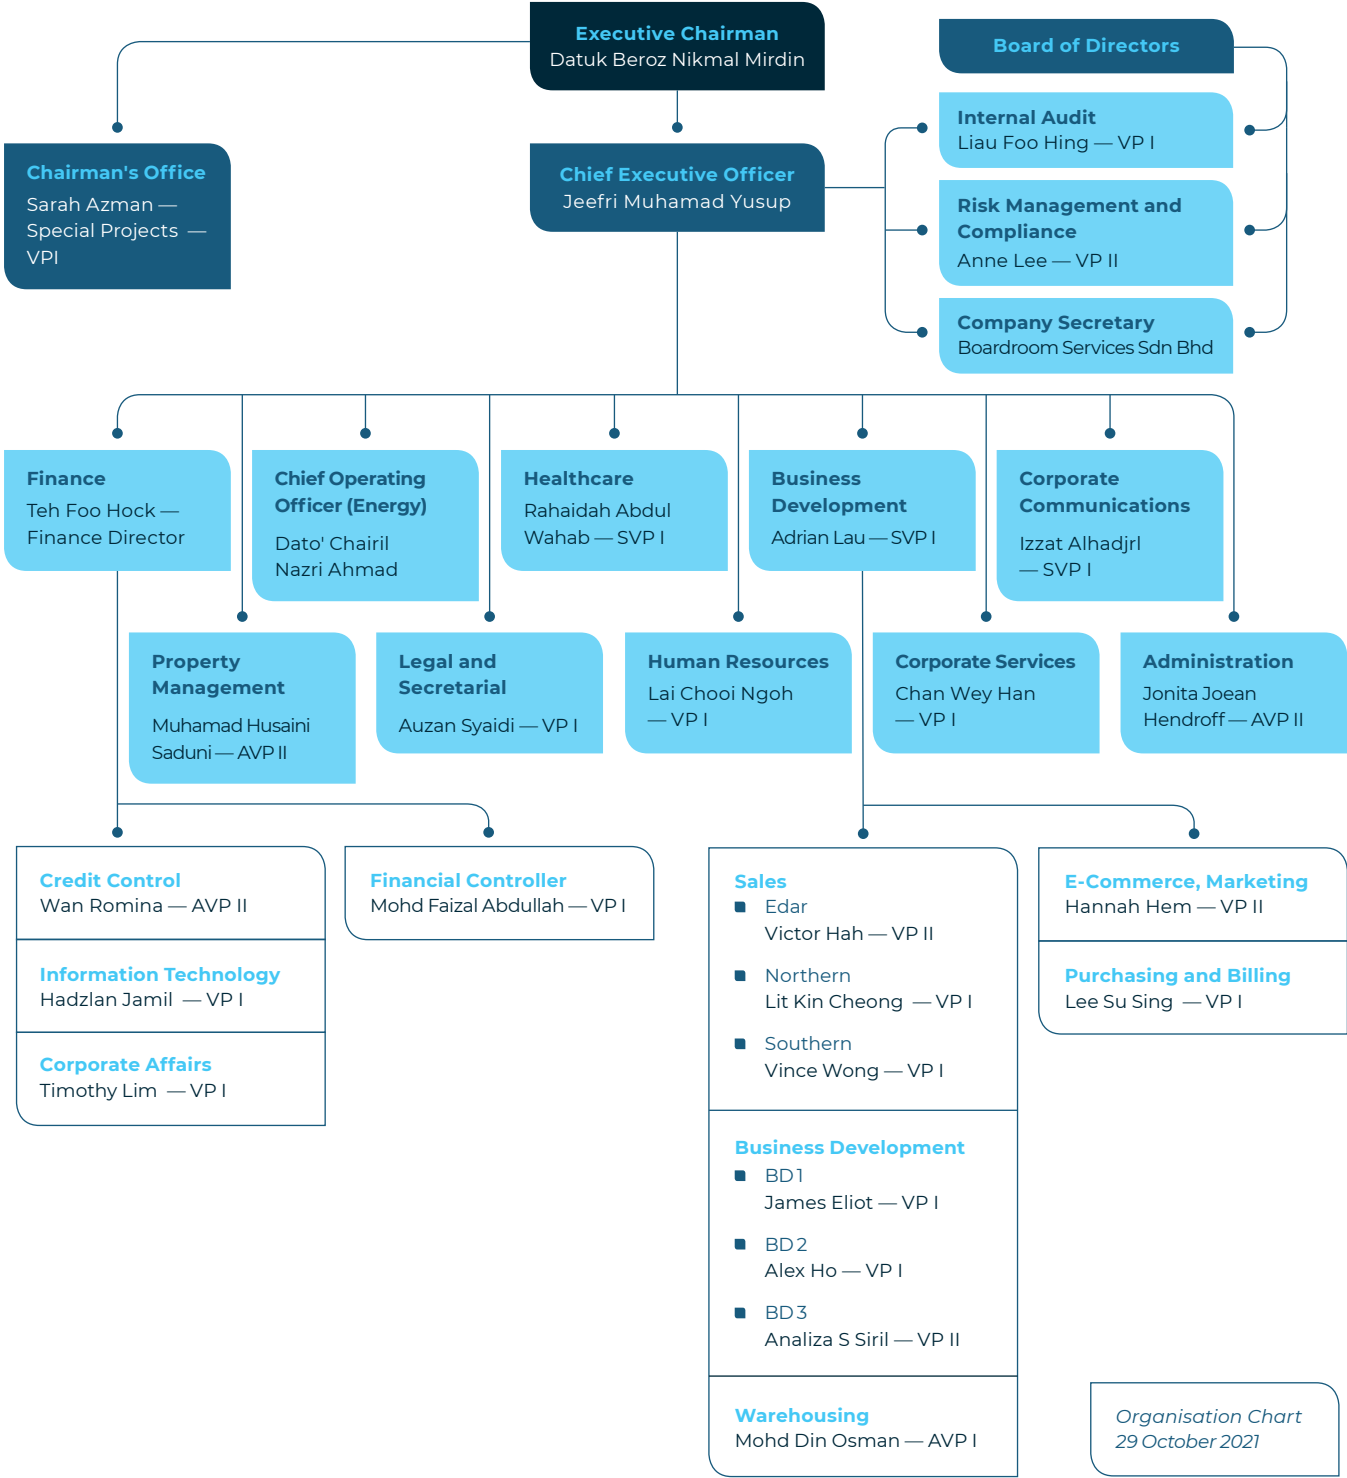 Executive Chairman
Datuk Beroz Nikmal Mirdin
Board of Directors
Chairman's Office
Sarah Azman —
Special Projects —
VPI
Chief Executive Officer
Jeefri Muhamad Yusup
Internal Audit
Liau Foo Hing — VP I
Risk Management and
Compliance
Anne Lee — VP II
Company Secretary
Boardroom Services Sdn Bhd
Finance
Teh Foo Hock —
Finance Director
Chief Operating
Officer (Energy)
Dato' Chairil
Nazri Ahmad
Healthcare
Rahaidah Abdul
Wahab — SVP I
Business
Development
Adrian Lau — SVP I
Corporate
Communications
Izzat Alhadjrl
— SVP I
Property
Management
Muhamad Husaini
Saduni — AVP II
Legal and
Secretarial
Auzan Syaidi — VP I
Human Resources
Lai Chooi Ngoh
— VP I
Corporate Services
Chan Wey Han
— VP I
Administration
Jonita Joean
Hendroff — AVP II
Credit Control
Wan Romina — AVP II
Information Technology
Hadzlan Jamil — VP I
Corporate Affairs
Timothy Lim — VP I
Financial Controller
Mohd Faizal Abdullah — VP I
Sales
Edar
Victor Hah — VP II
Northern
Lit Kin Cheong — VP I
Southern
Vince Wong — VP I
Business Development
BD 1
James Eliot — VP I
BD 2
Alex Ho — VP I
BD 3
Analiza S Siril — VP II
Warehousing
Mohd Din Osman — AVP I
E-Commerce, Marketing
Hannah Hem — VP II
Purchasing and Billing
Lee Su Sing — VP I
Organisation Chart
29 October 2021